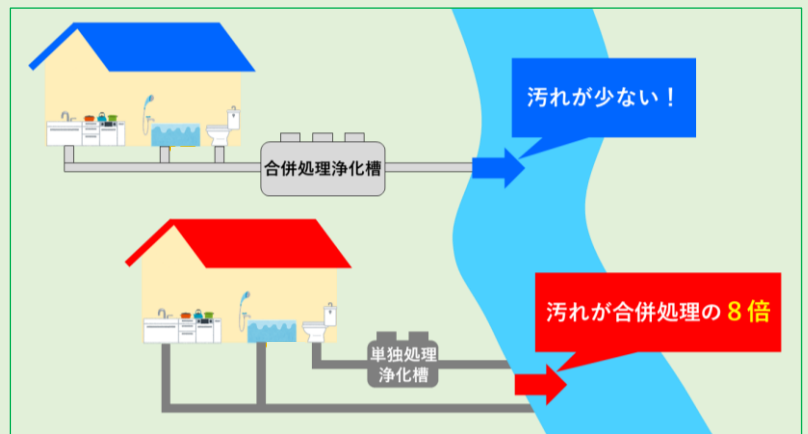 汚れが少ない！
合併処理浄化槽
汚れが合併処理の８倍
単独処理
浄化槽